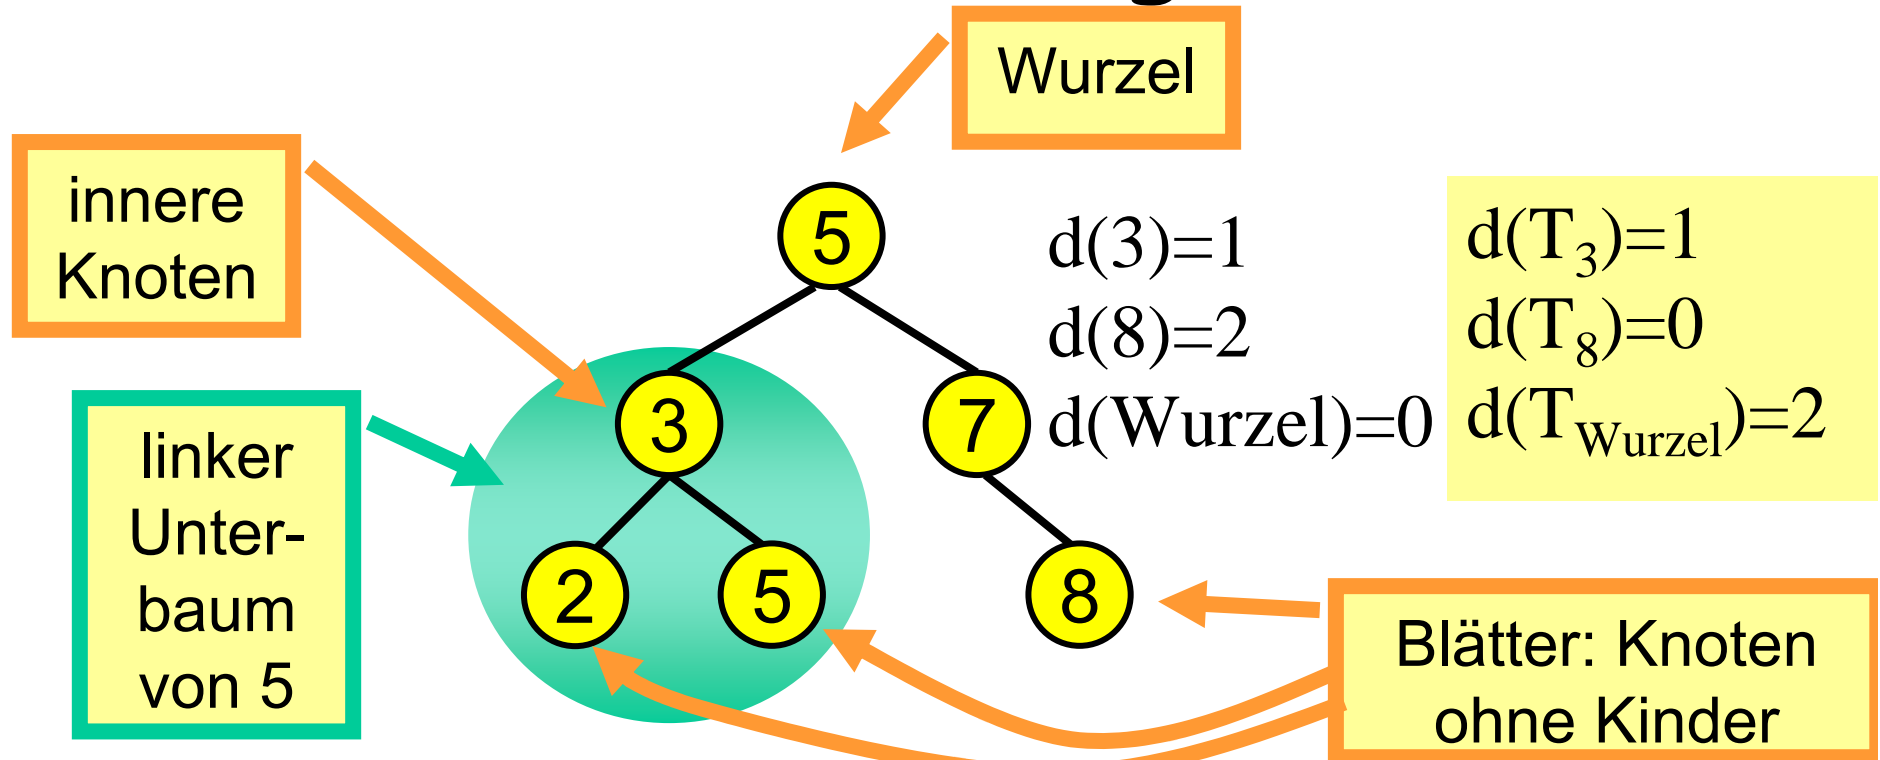 Wurzel
innere
Knoten
5
d(3)=1
d(8)=2
d(Wurzel)=0
d(T₃)=1
d(T₈)=0
d(T_Wurzel)=2
3
7
linker
Unter-
baum
von 5
2
5
8
Blätter: Knoten
ohne Kinder